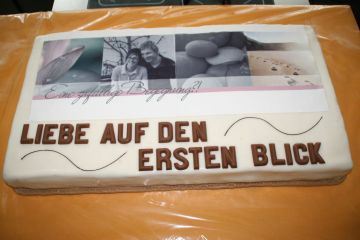 Eine zufällige Begegnung?!
LIEBE AUF DEN
ERSTEN BLICK